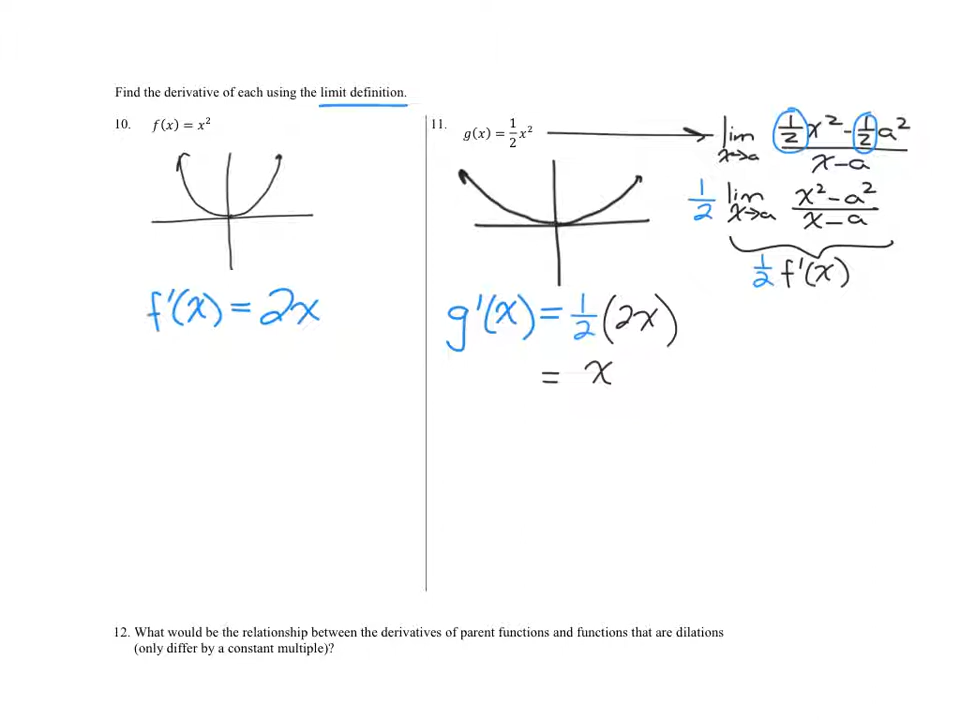 Find the derivative of each using the limit definition.
10. f(x) = x²
f'(x) = 2x
11. g(x) = 1/2 x²
lim x→a (1/2 x² - 1/2 a²)/(x-a)
1/2 lim x→a (x² - a²)/(x - a)
1/2 f'(x)
g'(x) = 1/2 (2x)
= x
12. What would be the relationship between the derivatives of parent functions and functions that are dilations
(only differ by a constant multiple)?